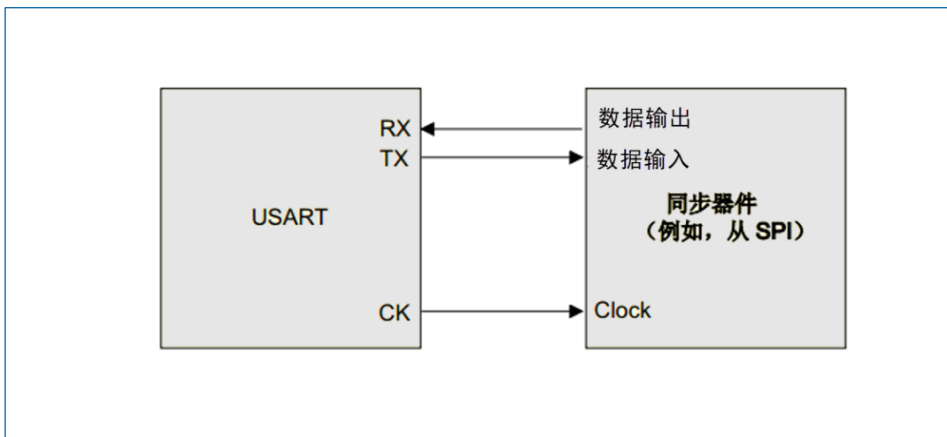 RX
TX
USART
CK
数据输出
数据输入
同步器件
（例如，从 SPI）
Clock